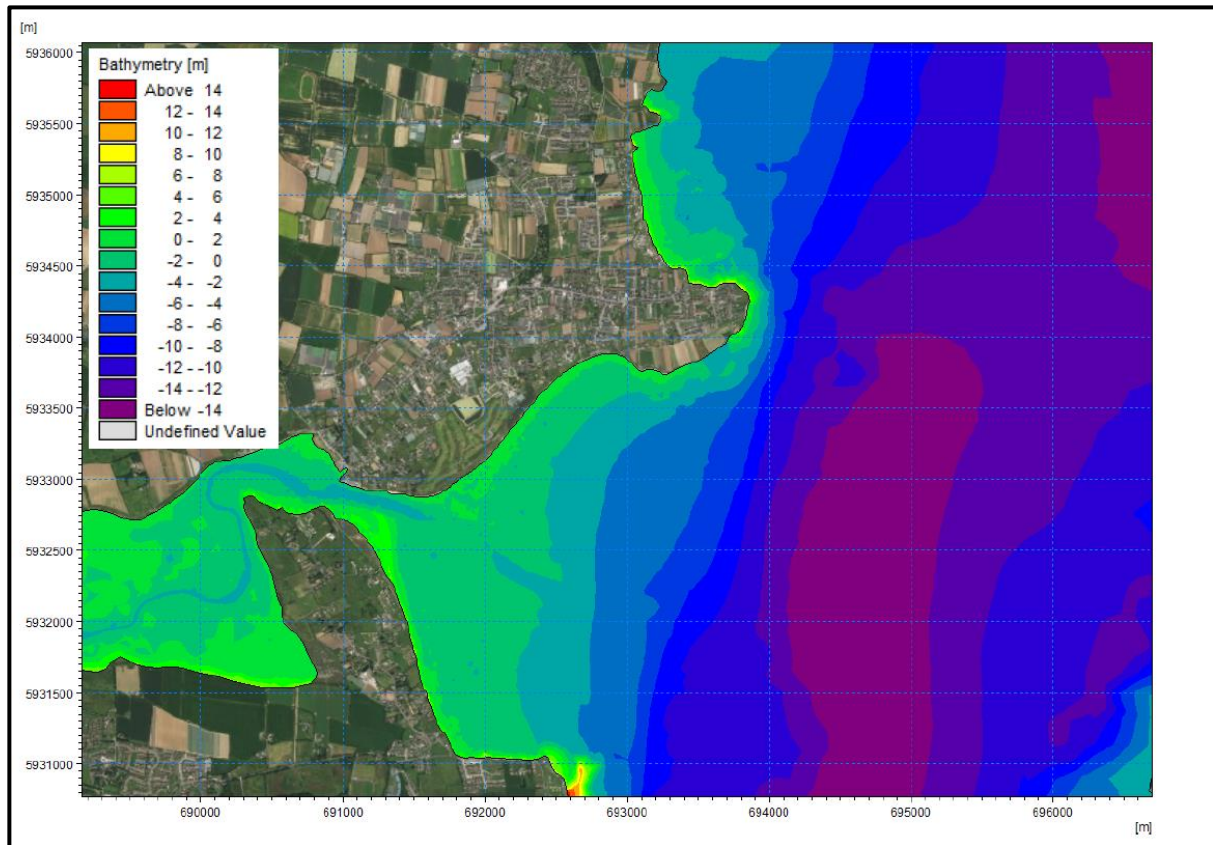 [m]
5936000
5935500
5935000
5934500
5934000
5933500
5933000
5932500
5932000
5931500
5931000
Bathymetry [m]
Above 14
12 - 14
10 - 12
8 - 10
6 - 8
4 - 6
2 - 4
0 - 2
-2 - 0
-4 - -2
-6 - -4
-8 - -6
-10 - -8
-12 - -10
-14 - -12
Below -14
Undefined Value
690000 691000 692000 693000 694000 695000 696000
[m]